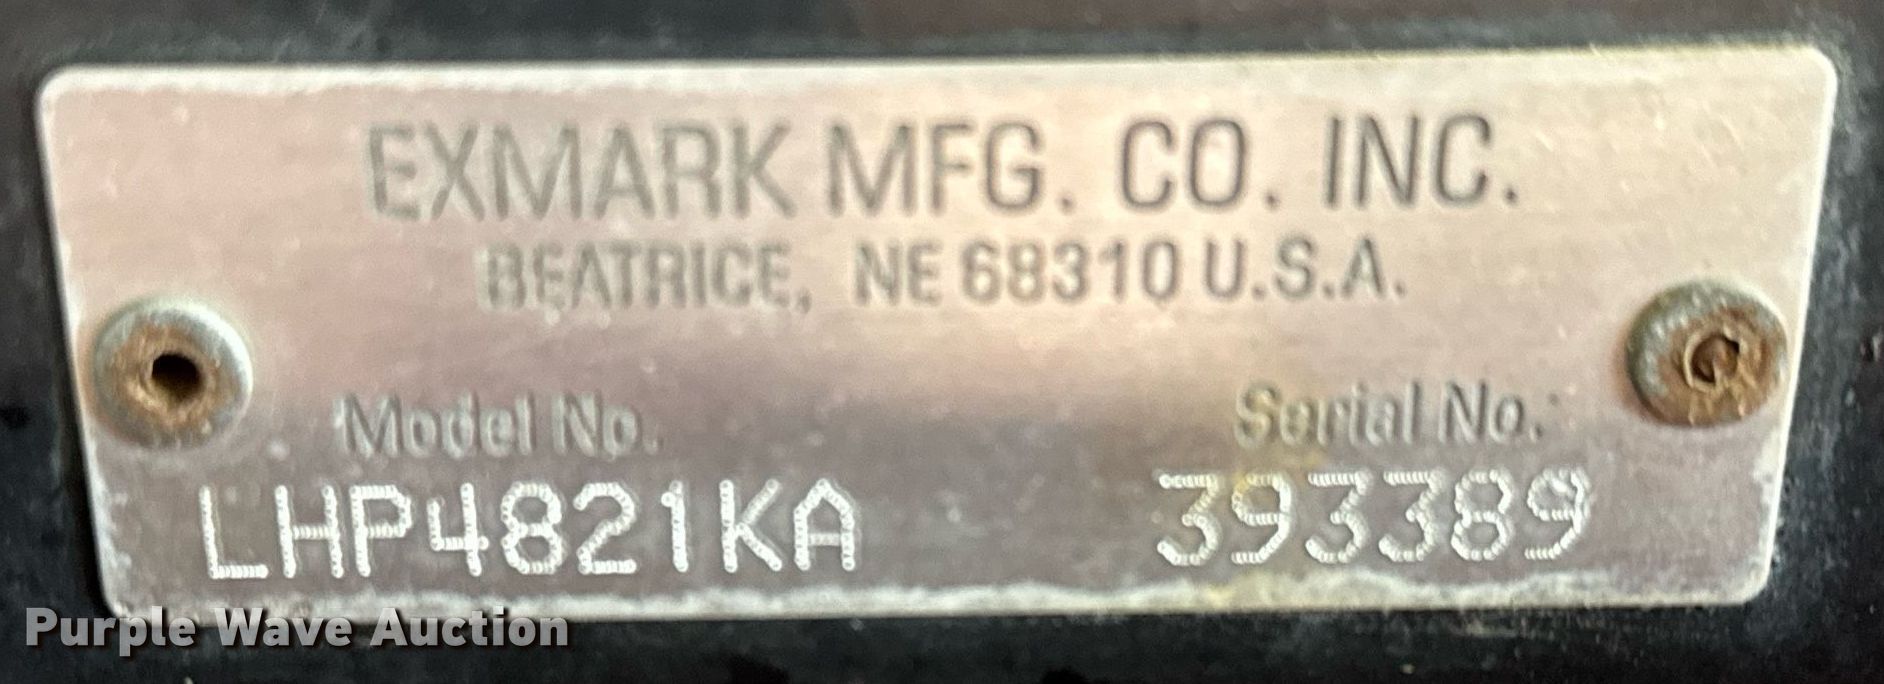 EXMARK MFG. CO. INC.
BEATRICE, NE 68310 U.S.A.
Model No. Serial No.:
LHP4821KA 393389
Purple Wave Auction